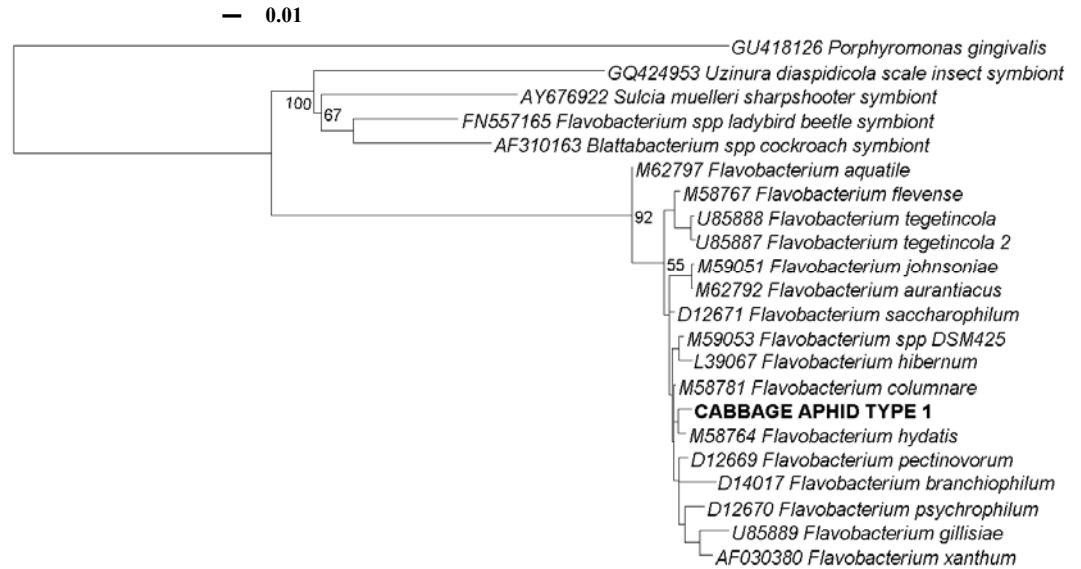 0.01
GU418126 Porphyromonas gingivalis
GQ424953 Uzinura diaspidicola scale insect symbiont
100
AY676922 Sulcia muelleri sharpshooter symbiont
67
FN557165 Flavobacterium spp ladybird beetle symbiont
AF310163 Blattabacterium spp cockroach symbiont
M62797 Flavobacterium aquatile
M58767 Flavobacterium flevense
92
U85888 Flavobacterium tegetincola
U85887 Flavobacterium tegetincola 2
55
M59051 Flavobacterium johnsoniae
M62792 Flavobacterium aurantiacus
D12671 Flavobacterium saccharophilum
M59053 Flavobacterium spp DSM425
L39067 Flavobacterium hibernum
M58781 Flavobacterium columnare
CABBAGE APHID TYPE 1
M58764 Flavobacterium hydatis
D12669 Flavobacterium pectinovorum
D14017 Flavobacterium branchiophilum
D12670 Flavobacterium psychrophilum
U85889 Flavobacterium gillisiae
AF030380 Flavobacterium xanthum